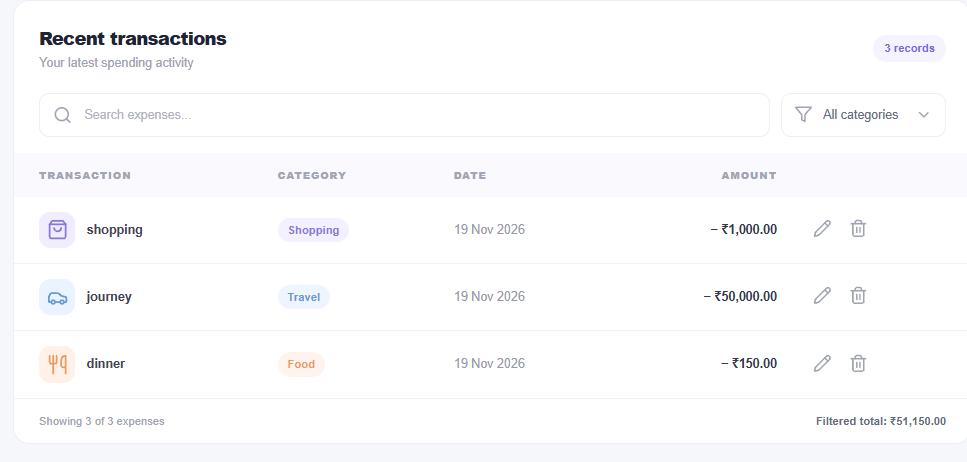 Recent transactions
Your latest spending activity
3 records
Search expenses...
All categories
TRANSACTION CATEGORY DATE AMOUNT
shopping Shopping 19 Nov 2026 − ₹1,000.00
journey Travel 19 Nov 2026 − ₹50,000.00
dinner Food 19 Nov 2026 − ₹150.00
Showing 3 of 3 expenses Filtered total: ₹51,150.00